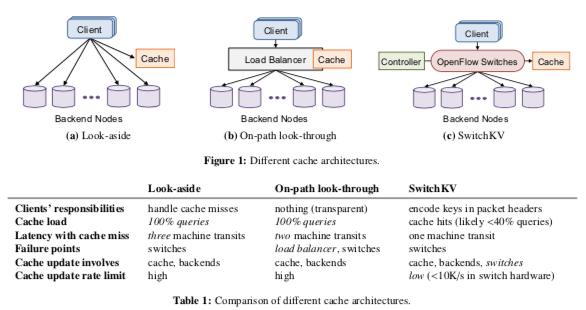 Client
Client
Client
Cache
Load Balancer
Cache
Controller
OpenFlow Switches
Cache
Backend Nodes
Backend Nodes
Backend Nodes
(a) Look-aside
(b) On-path look-through
(c) SwitchKV
Figure 1: Different cache architectures.
Look-aside On-path look-through SwitchKV
Clients' responsibilities handle cache misses nothing (transparent) encode keys in packet headers
Cache load 100% queries 100% queries cache hits (likely <40% queries)
Latency with cache miss three machine transits two machine transits one machine transit
Failure points switches load balancer, switches switches
Cache update involves cache, backends cache, backends cache, backends, switches
Cache update rate limit high high low (<10K/s in switch hardware)
Table 1: Comparison of different cache architectures.